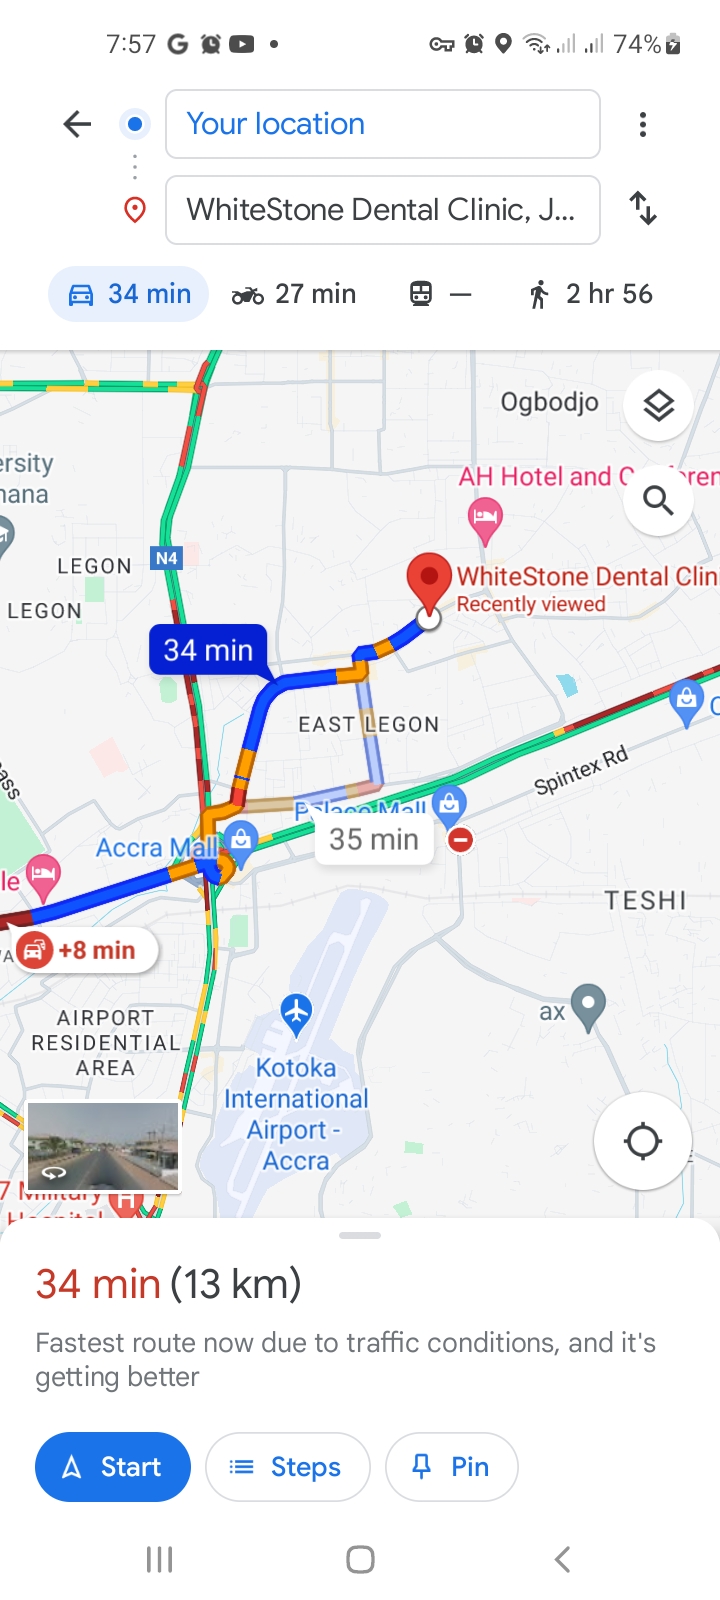 7:57
74%
Your location
WhiteStone Dental Clinic, J...
34 min
27 min
—
2 hr 56
Ogbodjo
AH Hotel and
LEGON
N4
LEGON
WhiteStone Dental Clin
Recently viewed
34 min
EAST LEGON
Spintex Rd
Palace Mall
Accra Mall
35 min
TESHI
+8 min
AIRPORT
RESIDENTIAL
AREA
ax
Kotoka
International
Airport -
Accra
34 min (13 km)
Fastest route now due to traffic conditions, and it's
getting better
Start
Steps
Pin